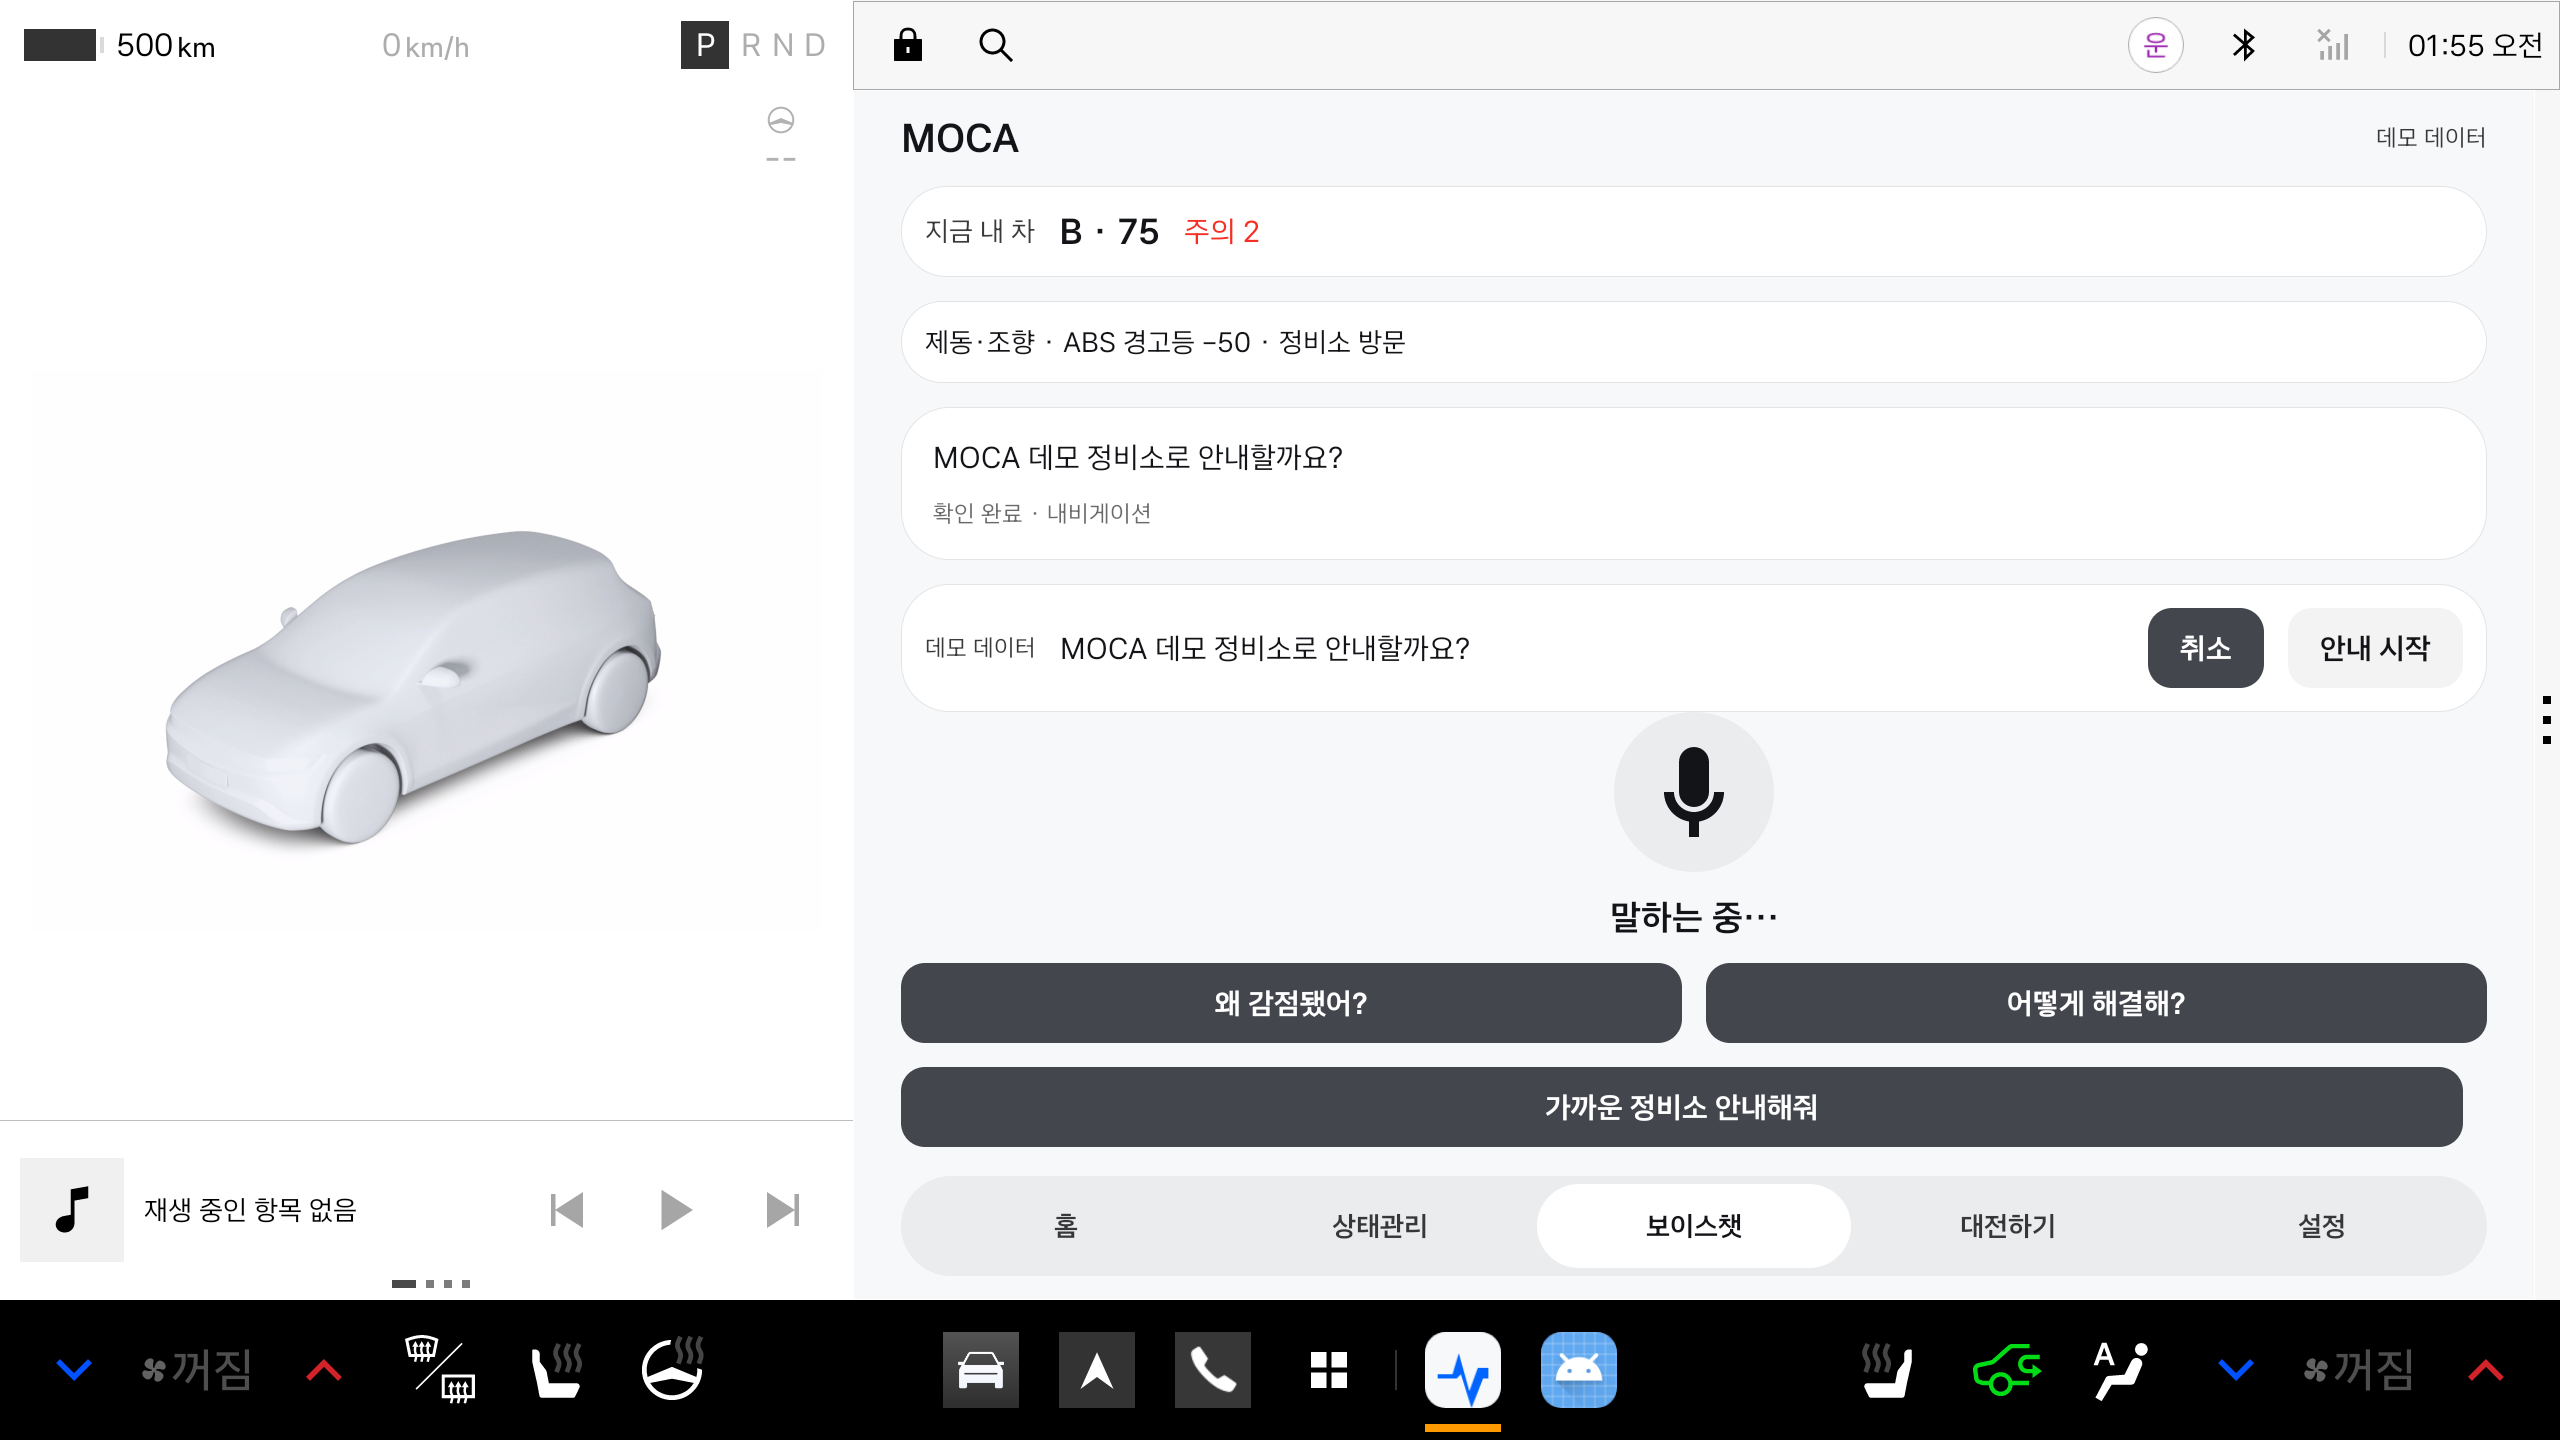 500 km
0 km/h
P R N D
운
01:55 오전
MOCA
데모 데이터
지금 내 차 B · 75 주의 2
제동·조향 · ABS 경고등 –50 · 정비소 방문
MOCA 데모 정비소로 안내할까요?
확인 완료 · 내비게이션
데모 데이터 MOCA 데모 정비소로 안내할까요? 취소 안내 시작
말하는 중···
왜 감점됐어? 어떻게 해결해?
가까운 정비소 안내해줘
재생 중인 항목 없음
홈 상태관리 보이스챗 대전하기 설정
꺼짐 A 꺼짐